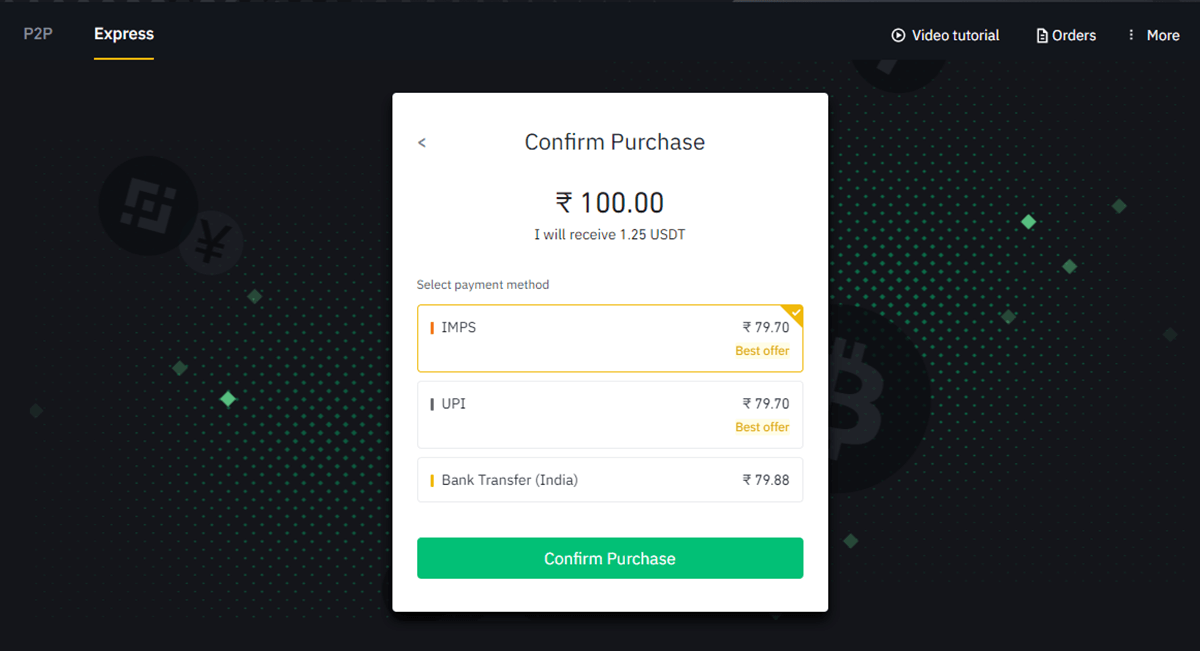 P2P
Express
Video tutorial
Orders
More
<
Confirm Purchase
₹ 100.00
I will receive 1.25 USDT
Select payment method
IMPS ₹ 79.70
Best offer
UPI ₹ 79.70
Best offer
Bank Transfer (India) ₹ 79.88
Confirm Purchase